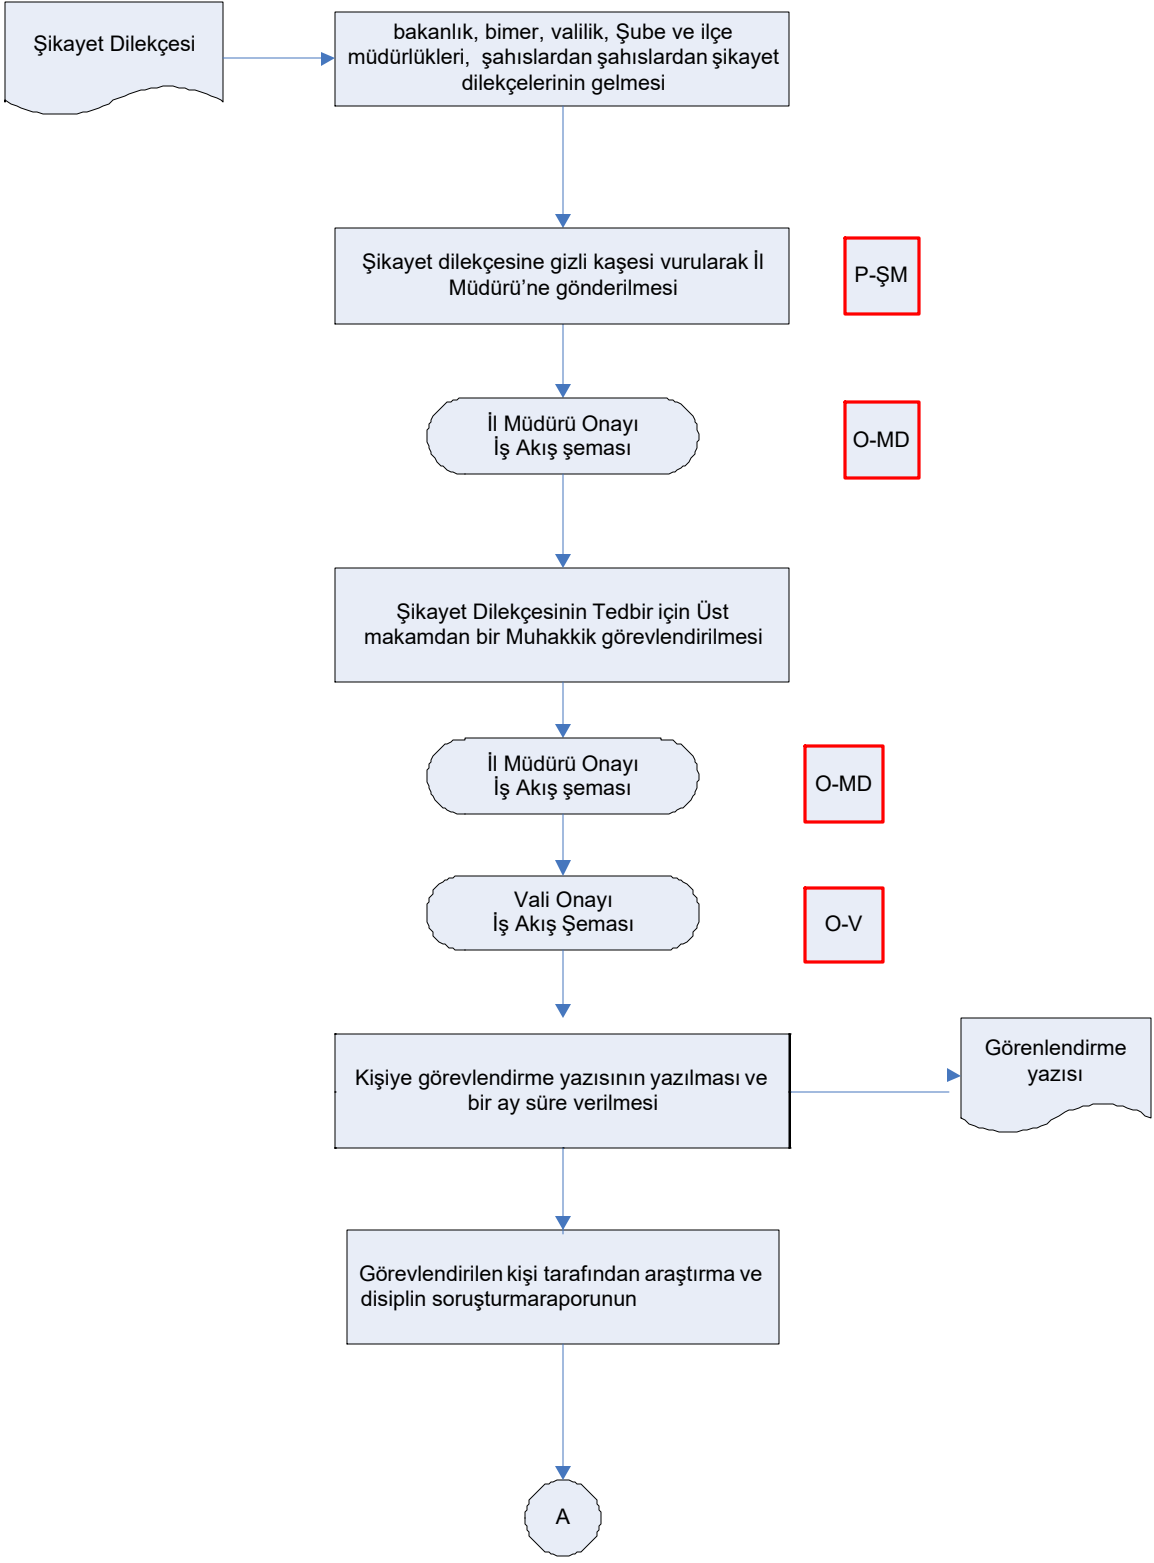 Şikayet Dilekçesi
bakanlık, bimer, valilik, Şube ve ilçe
müdürlükleri, şahıslardan şahıslardan şikayet
dilekçelerinin gelmesi
Şikayet dilekçesine gizli kaşesi vurularak İl
Müdürü’ne gönderilmesi
P-ŞM
İl Müdürü Onayı
İş Akış şeması
O-MD
Şikayet Dilekçesinin Tedbir için Üst
makamdan bir Muhakkik görevlendirilmesi
İl Müdürü Onayı
İş Akış şeması
O-MD
Vali Onayı
İş Akış Şeması
O-V
Kişiye görevlendirme yazısının yazılması ve
bir ay süre verilmesi
Görenlendirme
yazısı
Görevlendirilen kişi tarafından araştırma ve
disiplin soruşturmaraporunun
A